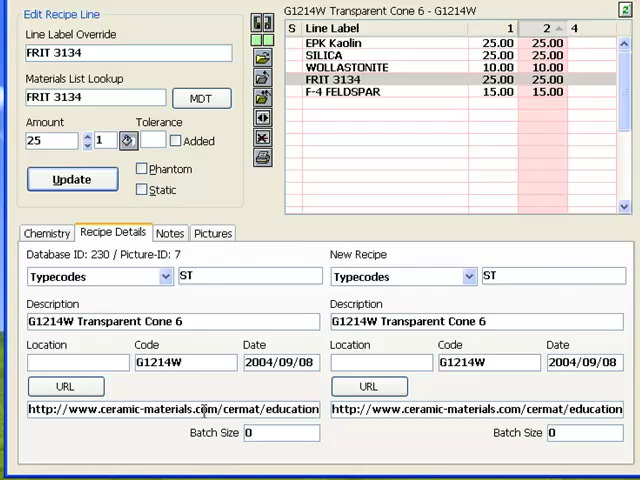 Edit Recipe Line
Line Label Override
FRIT 3134
Materials List Lookup
FRIT 3134
MDT
Amount
Tolerance
25
1
Added
Update
Phantom
Static
G1214W Transparent Cone 6 - G1214W
S Line Label 1 2 4
EPK Kaolin 25.00 25.00
SILICA 25.00 25.00
WOLLASTONITE 10.00 10.00
FRIT 3134 25.00 25.00
F-4 FELDSPAR 15.00 15.00
Chemistry Recipe Details Notes Pictures
Database ID: 230 / Picture-ID: 7
Typecodes ST
Description
G1214W Transparent Cone 6
Location Code Date
G1214W 2004/09/08
URL
http://www.ceramic-materials.com/cermat/education
Batch Size 0
New Recipe
Typecodes ST
Description
G1214W Transparent Cone 6
Location Code Date
G1214W 2004/09/08
URL
http://www.ceramic-materials.com/cermat/education
Batch Size 0